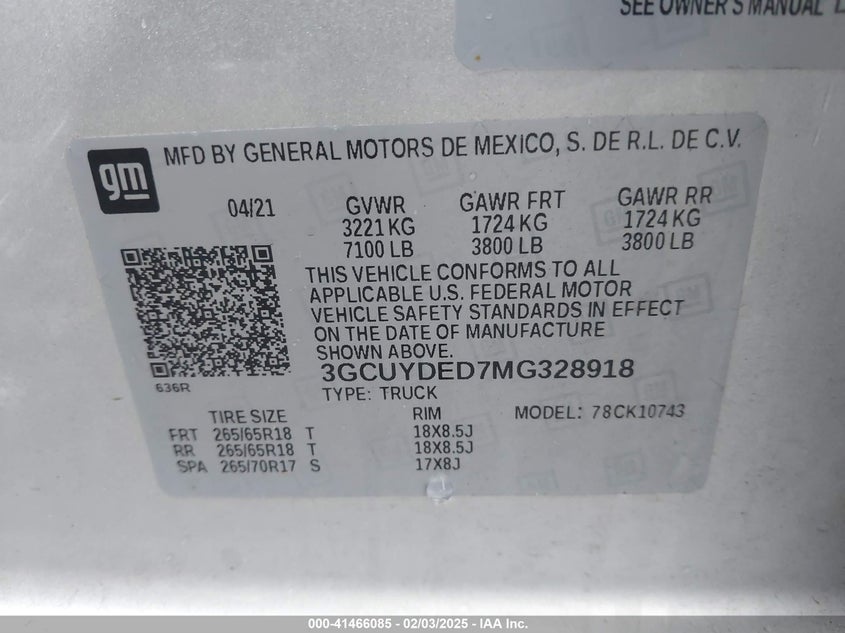 SEE OWNER'S MANUAL
gm
MFD BY GENERAL MOTORS DE MEXICO, S. DE R.L. DE C.V.
04/21 GVWR GAWR FRT GAWR RR
3221 KG 1724 KG 1724 KG
7100 LB 3800 LB 3800 LB
THIS VEHICLE CONFORMS TO ALL
APPLICABLE U.S. FEDERAL MOTOR
VEHICLE SAFETY STANDARDS IN EFFECT
ON THE DATE OF MANUFACTURE
SHOWN ABOVE.
3GCUYDED7MG328918
636R
TYPE: TRUCK
TIRE SIZE RIM MODEL: 78CK10743
FRT 265/65R18 T 18X8.5J
RR 265/65R18 T 18X8.5J
SPA 265/70R17 S 17X8J
000-41466085 - 02/03/2025 - IAA Inc.